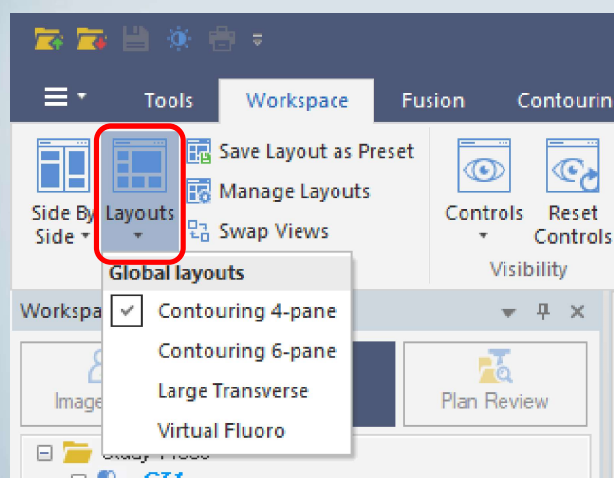 Tools Workspace Fusion Contourin
Side By Side
Layouts
Save Layout as Preset
Manage Layouts
Swap Views
Controls
Reset Controls
Visibility
Global layouts
Contouring 4-pane
Contouring 6-pane
Large Transverse
Virtual Fluoro
Workspa
Image
Plan Review
CT1